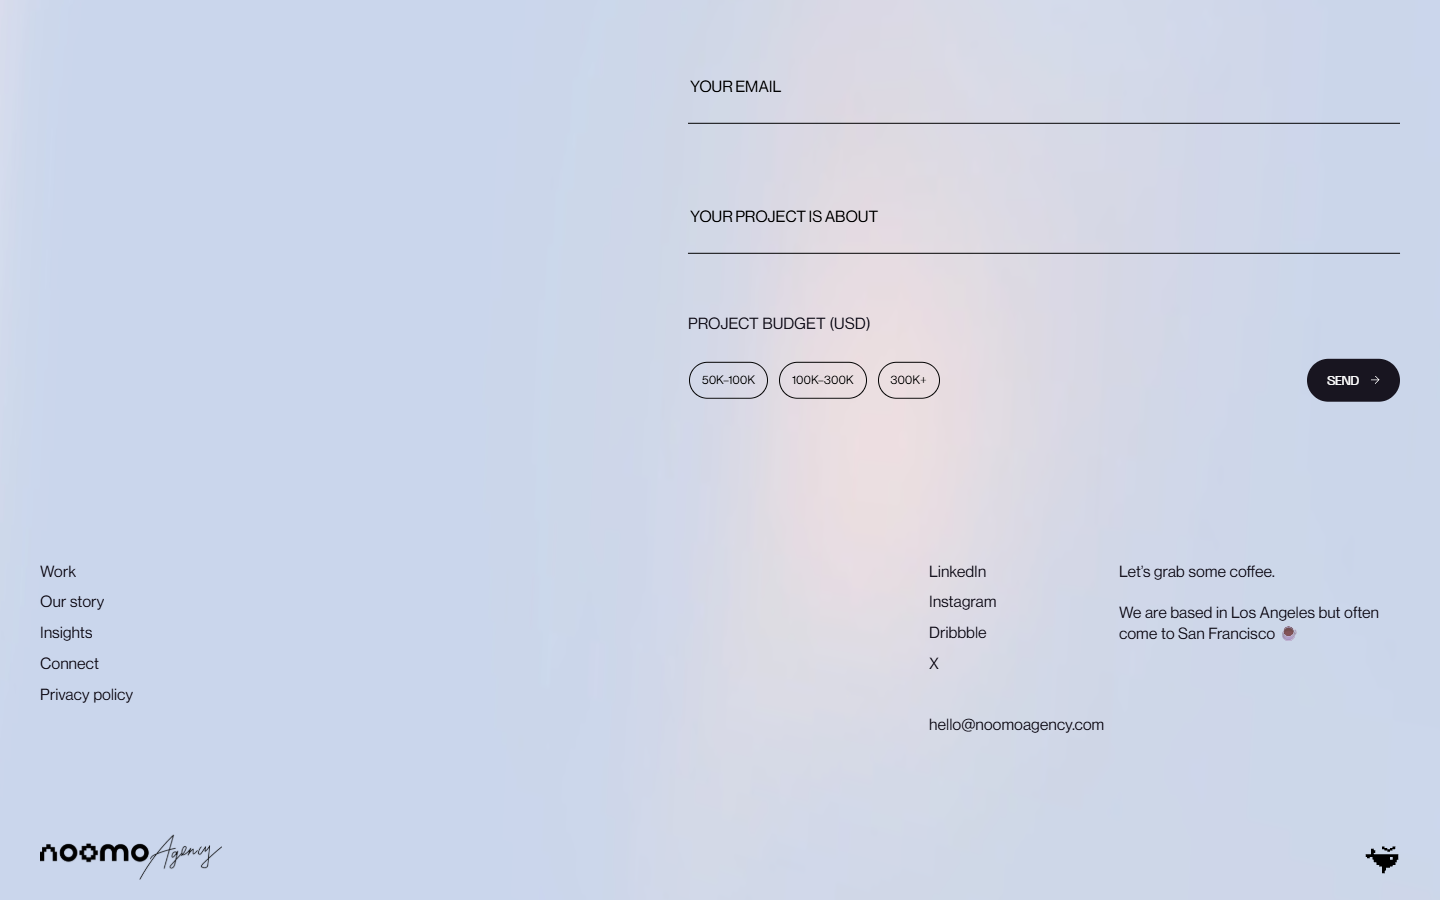 YOUR EMAIL
YOUR PROJECT IS ABOUT
PROJECT BUDGET (USD)
50K–100K
100K–300K
300K+
SEND
Work
Our story
Insights
Connect
Privacy policy
LinkedIn
Instagram
Dribbble
X
hello@noomoagency.com
Let’s grab some coffee.
We are based in Los Angeles but often
come to San Francisco
noomo Agency